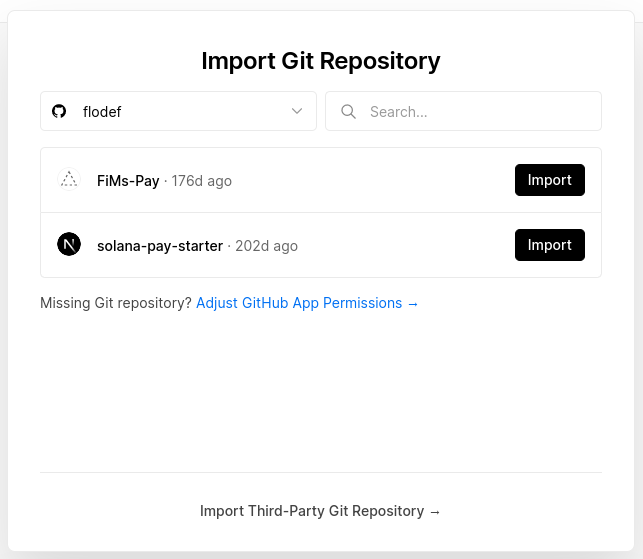 Import Git Repository
flodef
Search...
FiMs-Pay · 176d ago
Import
solana-pay-starter · 202d ago
Import
Missing Git repository? Adjust GitHub App Permissions →
Import Third-Party Git Repository →